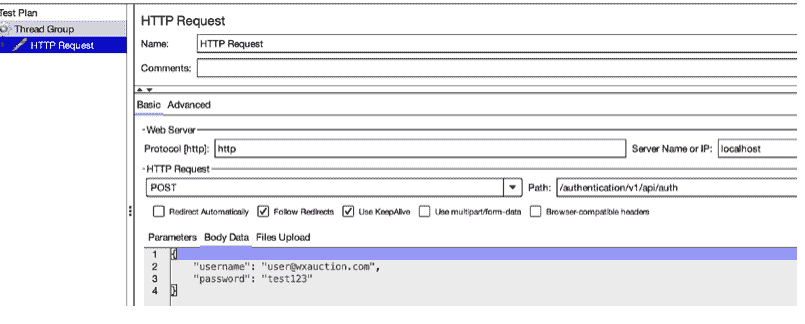 Test Plan
Thread Group
HTTP Request
HTTP Request
Name: HTTP Request
Comments:
Basic Advanced
Web Server
Protocol [http]: http Server Name or IP: localhost
HTTP Request
POST Path: /authentication/v1/api/auth
Redirect Automatically Follow Redirects Use KeepAlive Use multipart/form-data Browser-compatible headers
Parameters Body Data Files Upload
1 {
2 "username": "user@wxauction.com",
3 "password": "test123"
4 }